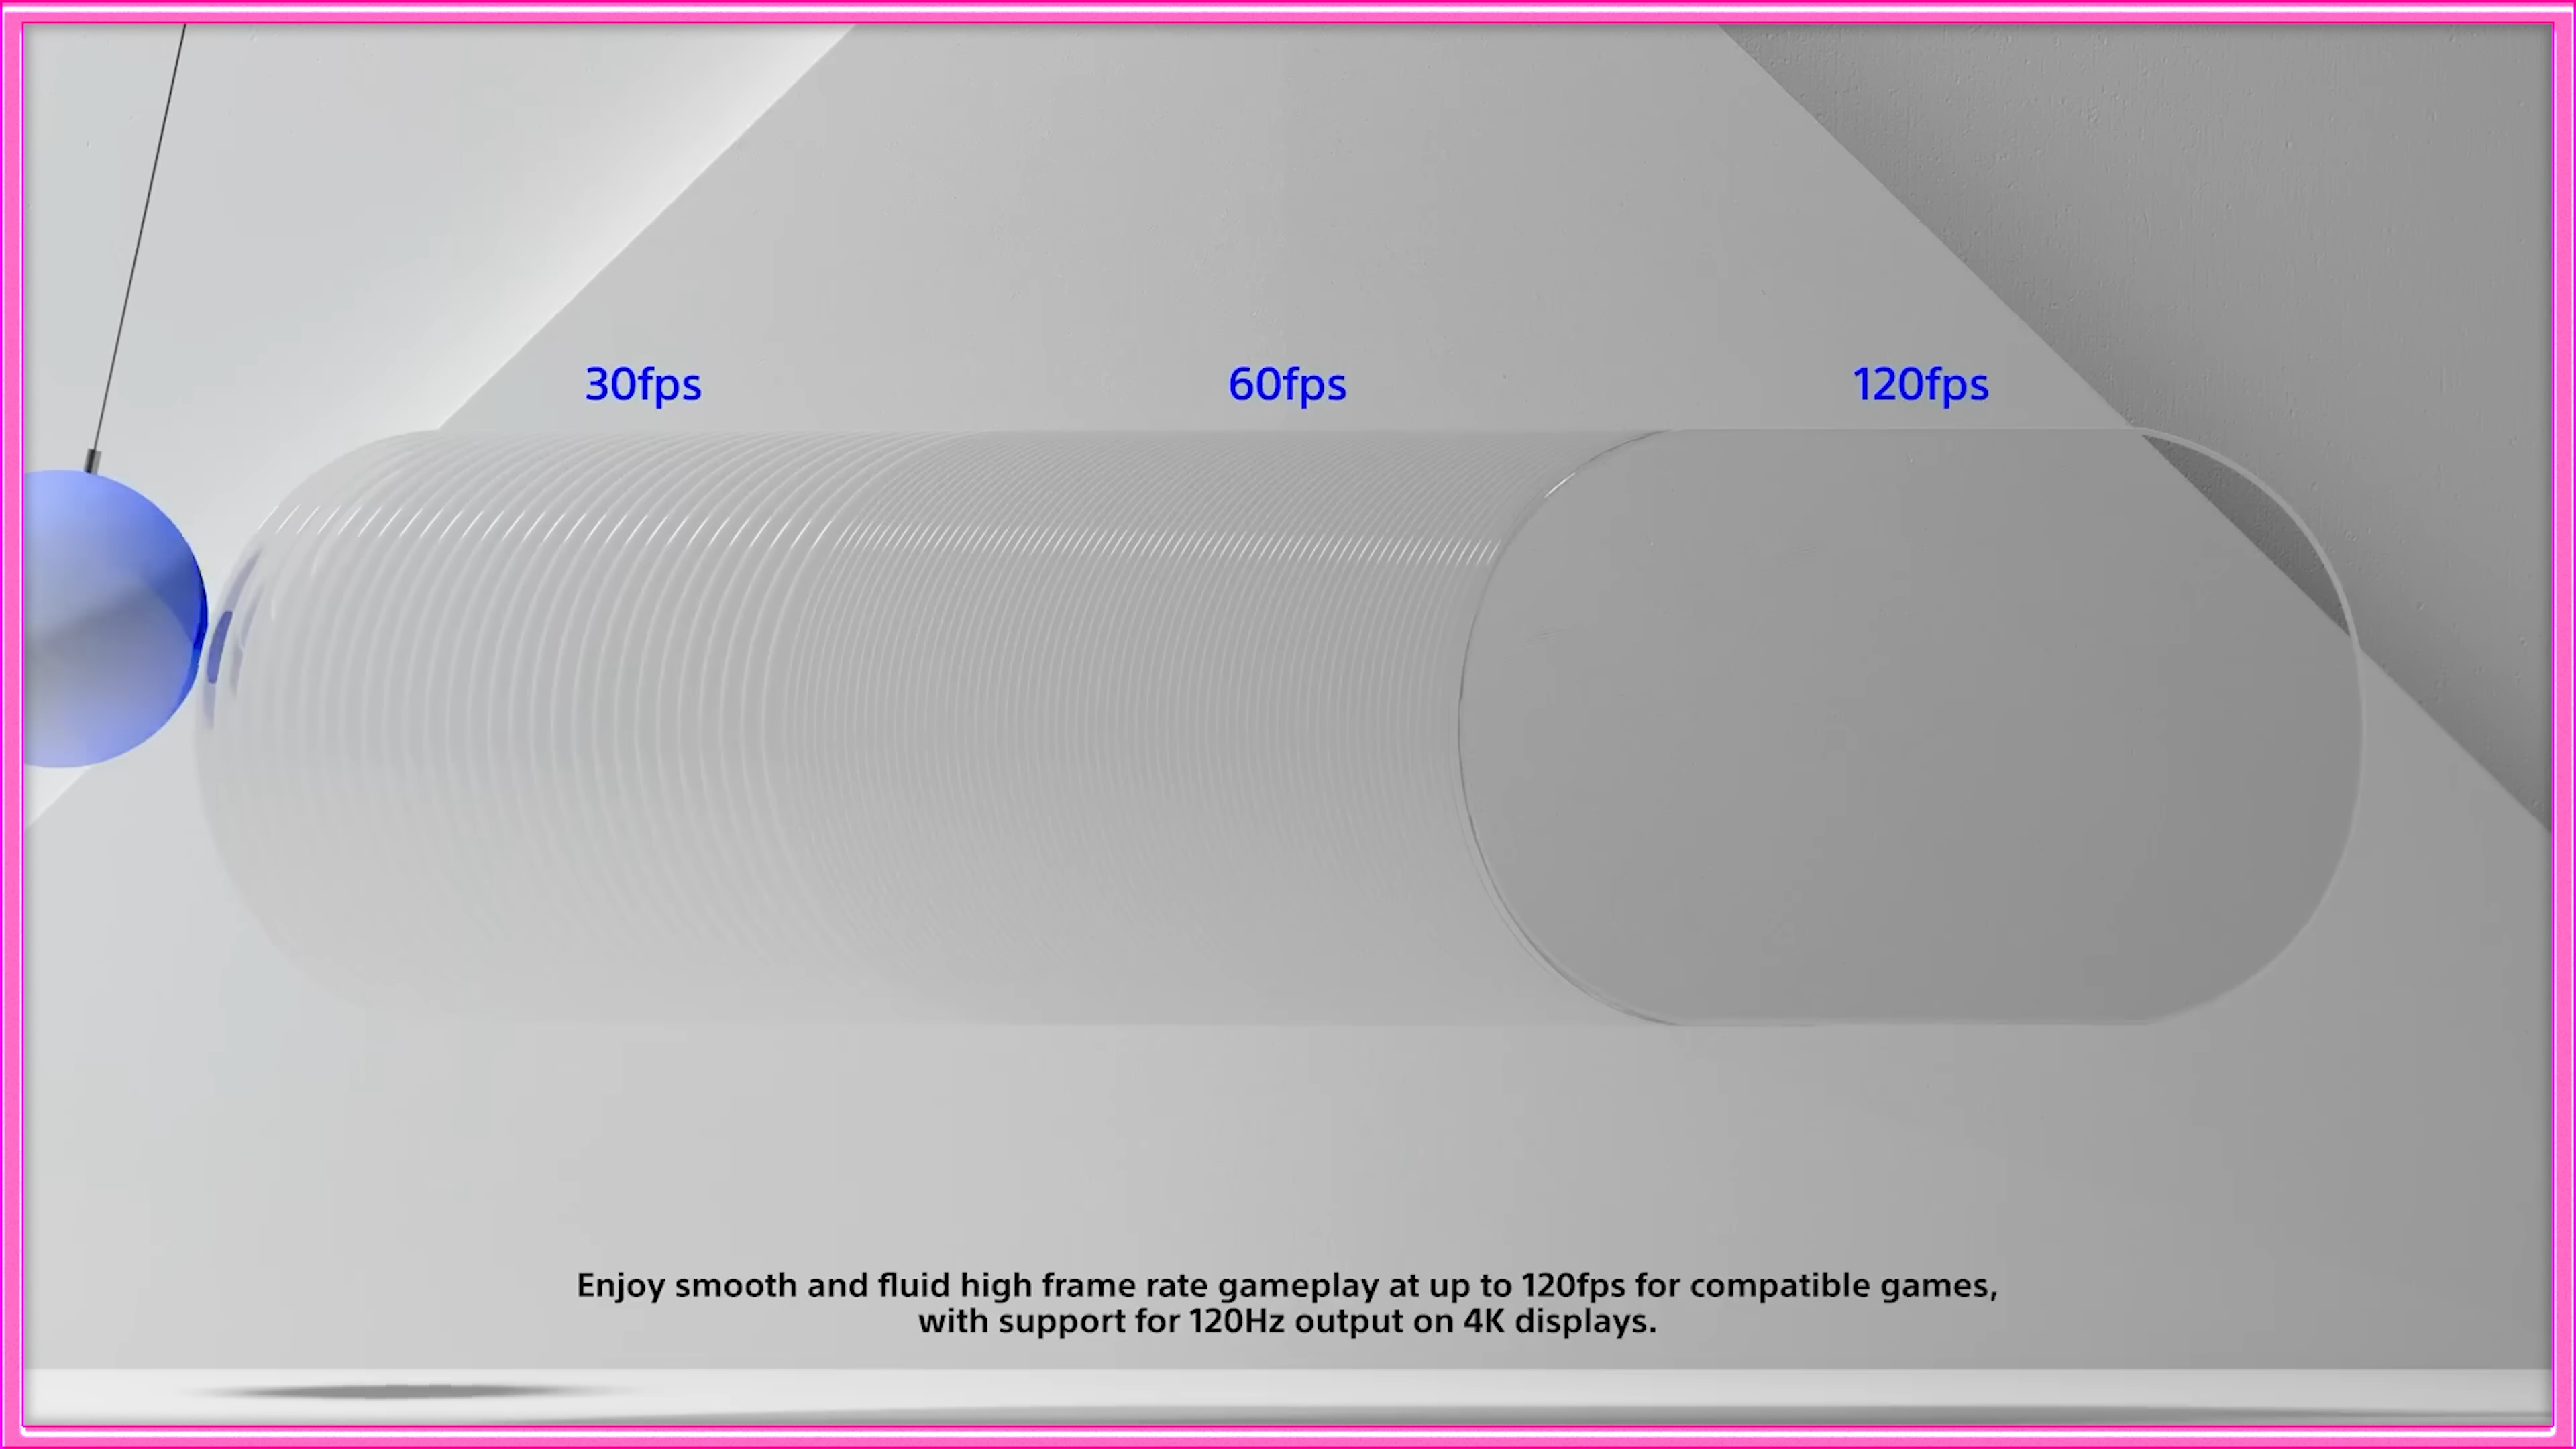 30fps
60fps
120fps
Enjoy smooth and fluid high frame rate gameplay at up to 120fps for compatible games,
with support for 120Hz output on 4K displays.